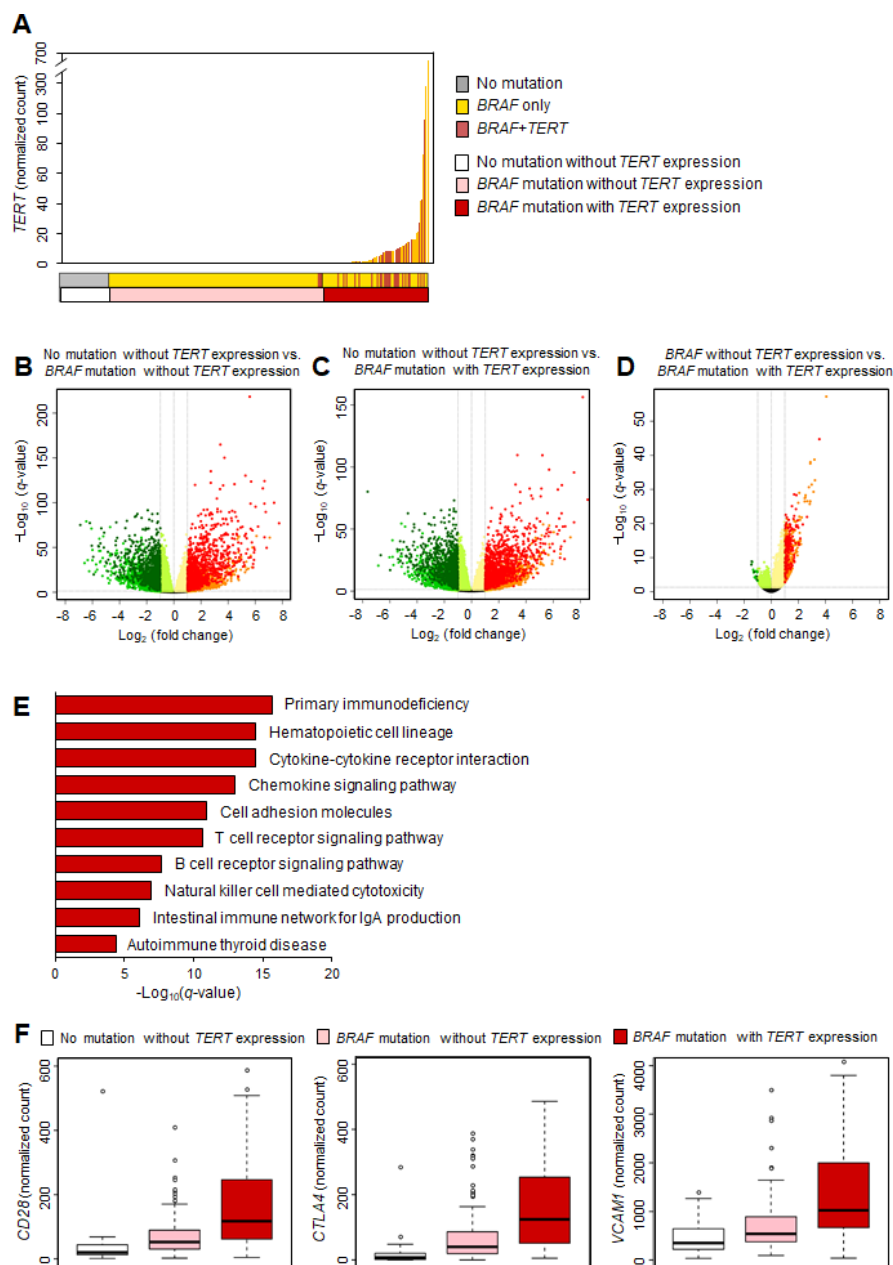 A
700
300
100
80
60
40
20
0
TERT (normalized count)
No mutation
BRAF only
BRAF+TERT
No mutation without TERT expression
BRAF mutation without TERT expression
BRAF mutation with TERT expression
B
No mutation without TERT expression vs.
BRAF mutation without TERT expression
200
150
100
50
0
−Log10 (q-value)
-8 -6 -4 -2 0 2 4 6 8
Log2 (fold change)
C
No mutation without TERT expression vs.
BRAF mutation with TERT expression
150
100
50
0
−Log10 (q-value)
-8 -6 -4 -2 0 2 4 6 8
Log2 (fold change)
D
BRAF without TERT expression vs.
BRAF mutation with TERT expression
50
40
30
20
10
0
−Log10 (q-value)
-8 -6 -4 -2 0 2 4 6 8
Log2 (fold change)
E
Primary immunodeficiency
Hematopoietic cell lineage
Cytokine-cytokine receptor interaction
Chemokine signaling pathway
Cell adhesion molecules
T cell receptor signaling pathway
B cell receptor signaling pathway
Natural killer cell mediated cytotoxicity
Intestinal immune network for IgA production
Autoimmune thyroid disease
0 5 10 15 20
-Log10(q-value)
F
No mutation without TERT expression
BRAF mutation without TERT expression
BRAF mutation with TERT expression
600
400
200
0
CD28 (normalized count)
600
400
200
0
CTLA4 (normalized count)
4000
3000
2000
1000
0
VCAM1 (normalized count)